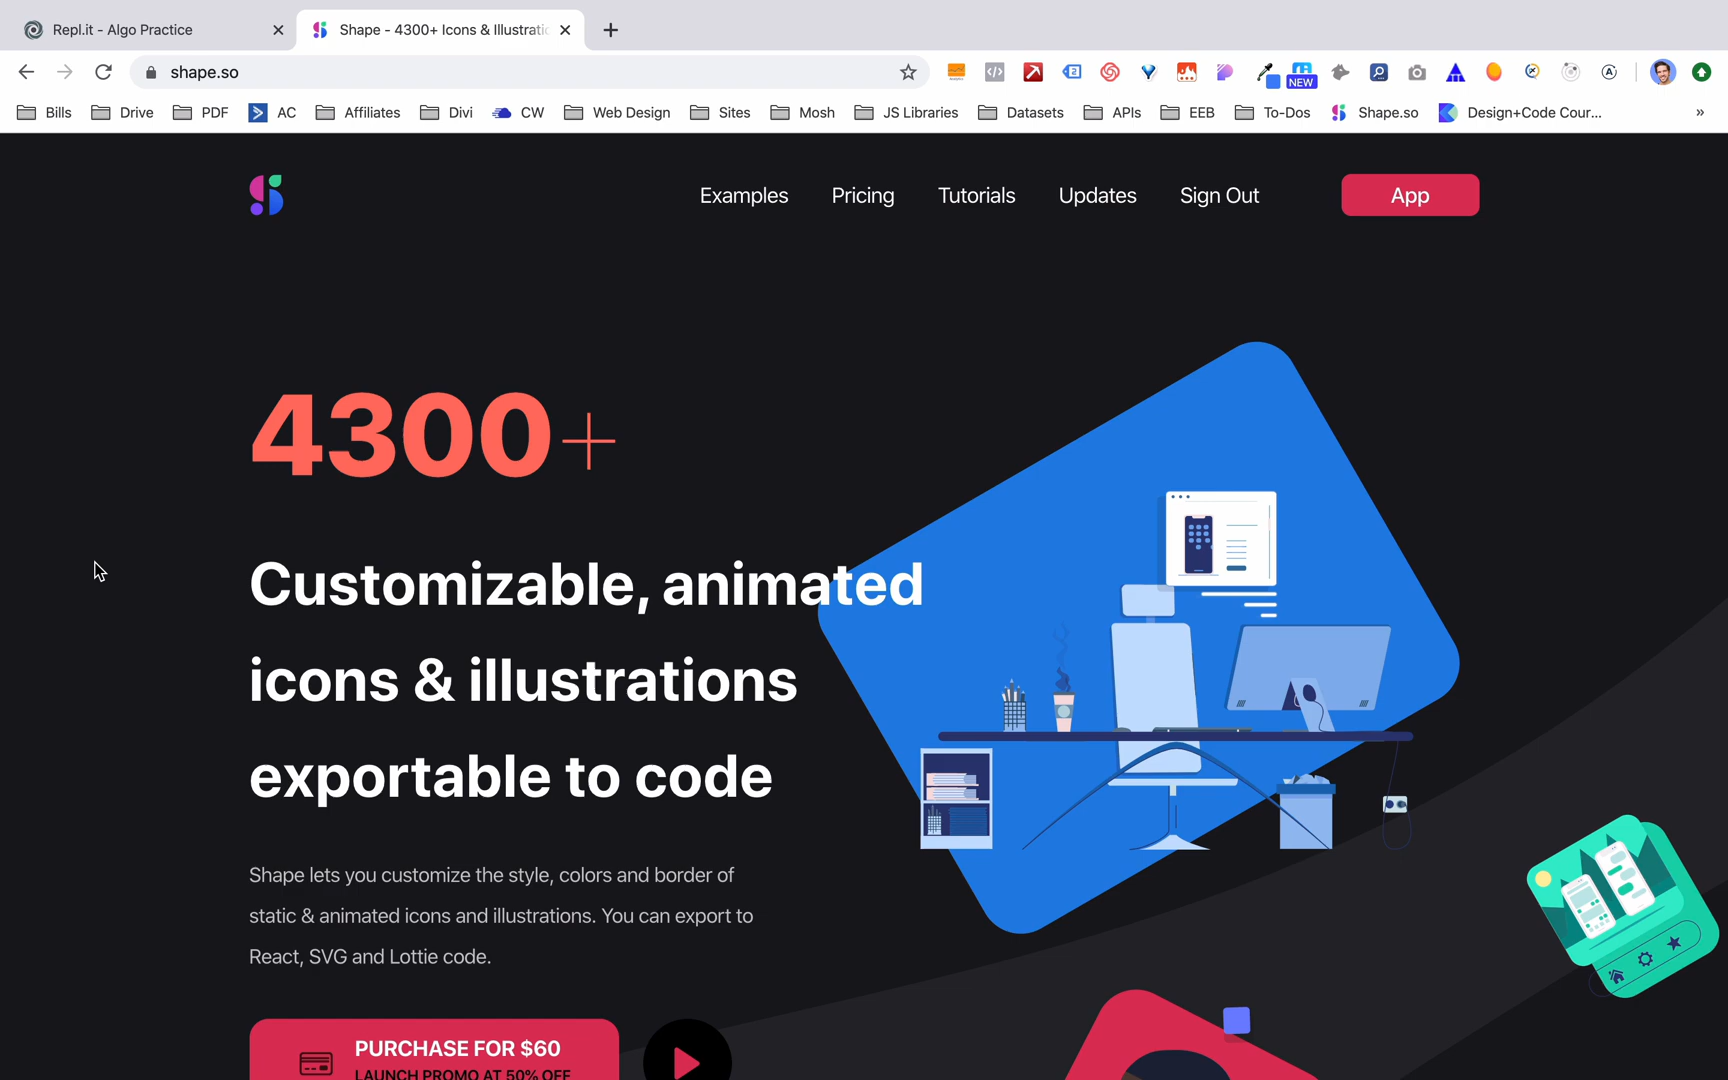 Repl.it - Algo Practice
Shape - 4300+ Icons & Illustratic
shape.so
2
NEW
Bills
Drive
PDF
AC
Affiliates
Divi
CW
Web Design
Sites
Mosh
JS Libraries
Datasets
APIs
EEB
To-Dos
Shape.so
Design+Code Cour...
»
Examples
Pricing
Tutorials
Updates
Sign Out
App
4300+
Customizable, animated
icons & illustrations
exportable to code
Shape lets you customize the style, colors and border of
static & animated icons and illustrations. You can export to
React, SVG and Lottie code.
PURCHASE FOR $60
LAUNCH PROMO AT 50% OFF